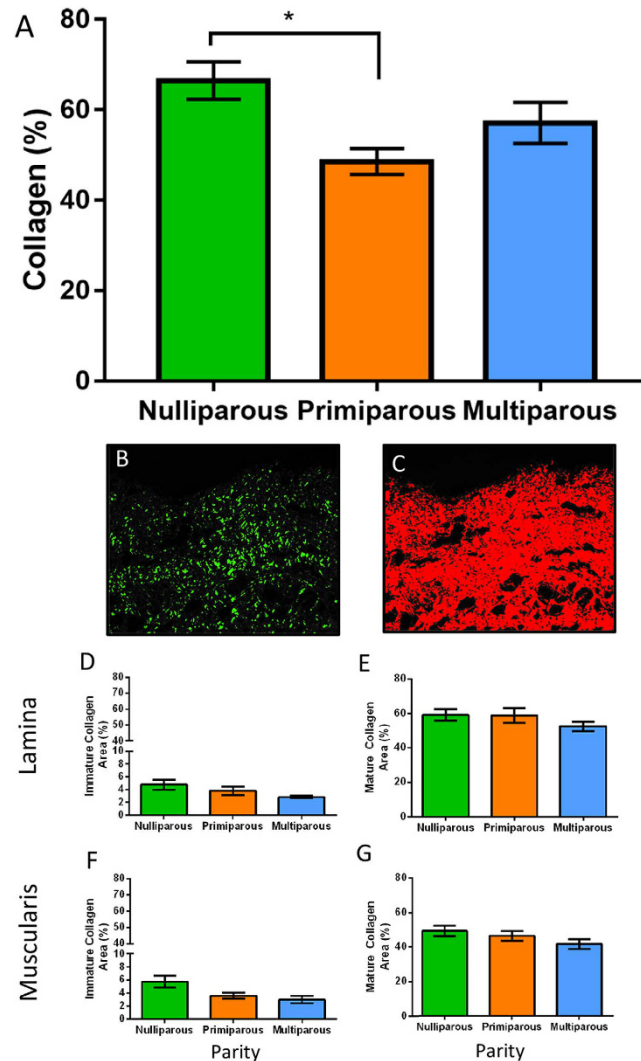 A
*
80
60
40
20
0
Collagen (%)
Nulliparous Primiparous Multiparous
B
C
Lamina
D
80
70
60
50
40
10
8
6
4
2
0
Immature Collagen
Area (%)
Nulliparous Primiparous Multiparous
E
80
60
40
20
0
Mature Collagen
Area (%)
Nulliparous Primiparous Multiparous
Muscularis
F
80
70
60
50
40
10
8
6
4
2
0
Immature Collagen
Area (%)
Nulliparous Primiparous Multiparous
G
80
60
40
20
0
Mature Collagen
Area (%)
Nulliparous Primiparous Multiparous
Parity
Parity